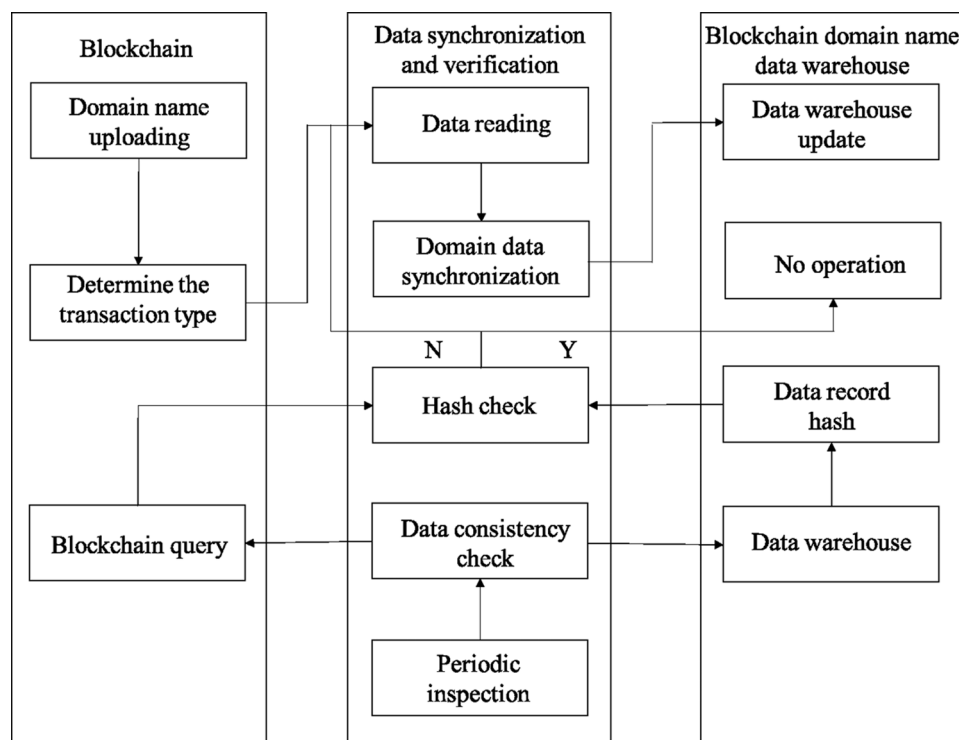 Blockchain
Domain name
uploading
Determine the
transaction type
Blockchain query
Data synchronization
and verification
Data reading
Domain data
synchronization
N Y
Hash check
Data consistency
check
Periodic
inspection
Blockchain domain name
data warehouse
Data warehouse
update
No operation
Data record
hash
Data warehouse